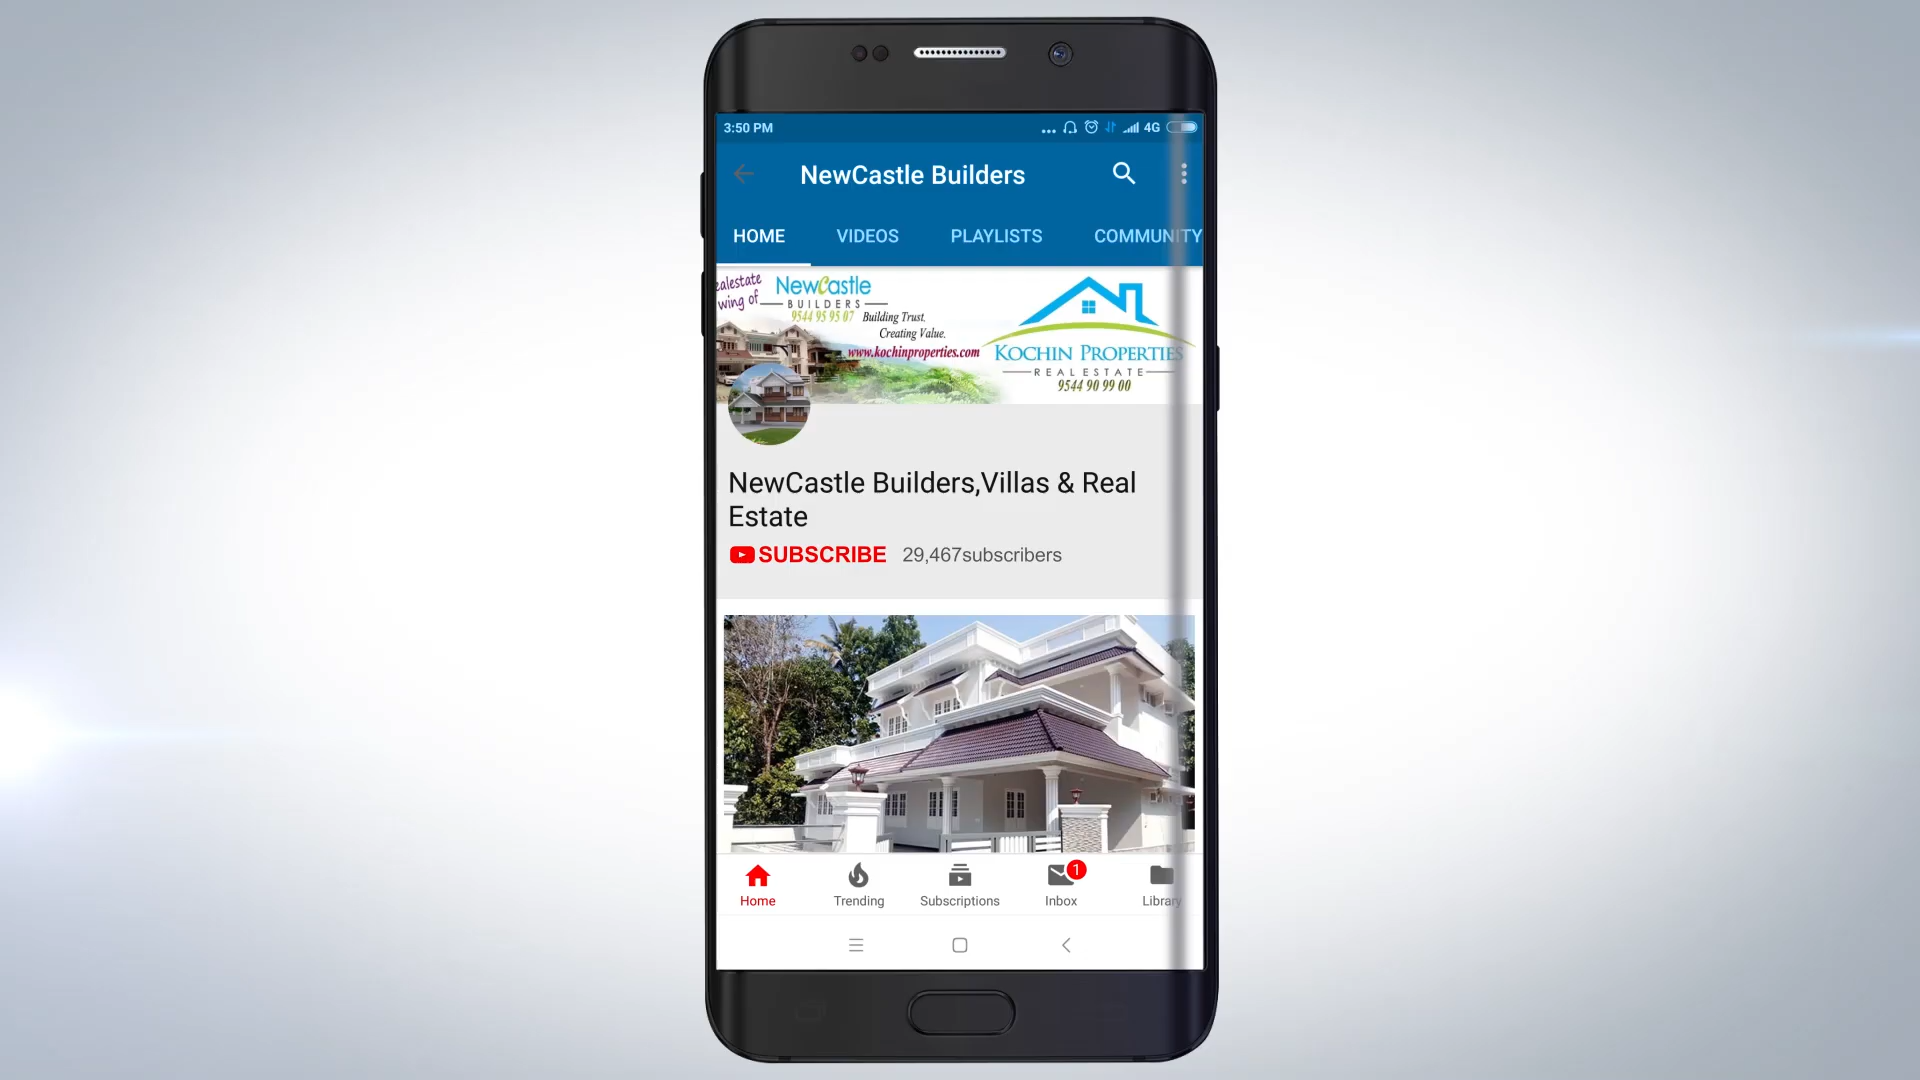 3:50 PM
4G
NewCastle Builders
HOME VIDEOS PLAYLISTS COMMUNITY
ealestate
wing of
NewCastle
BUILDERS
9544 95 95 07
Building Trust.
Creating Value.
www.kochinproperties.com
KOCHIN PROPERTIES
REALESTATE
9544 90 99 00
NewCastle Builders,Villas & Real
Estate
SUBSCRIBE 29,467subscribers
1
Home Trending Subscriptions Inbox Library